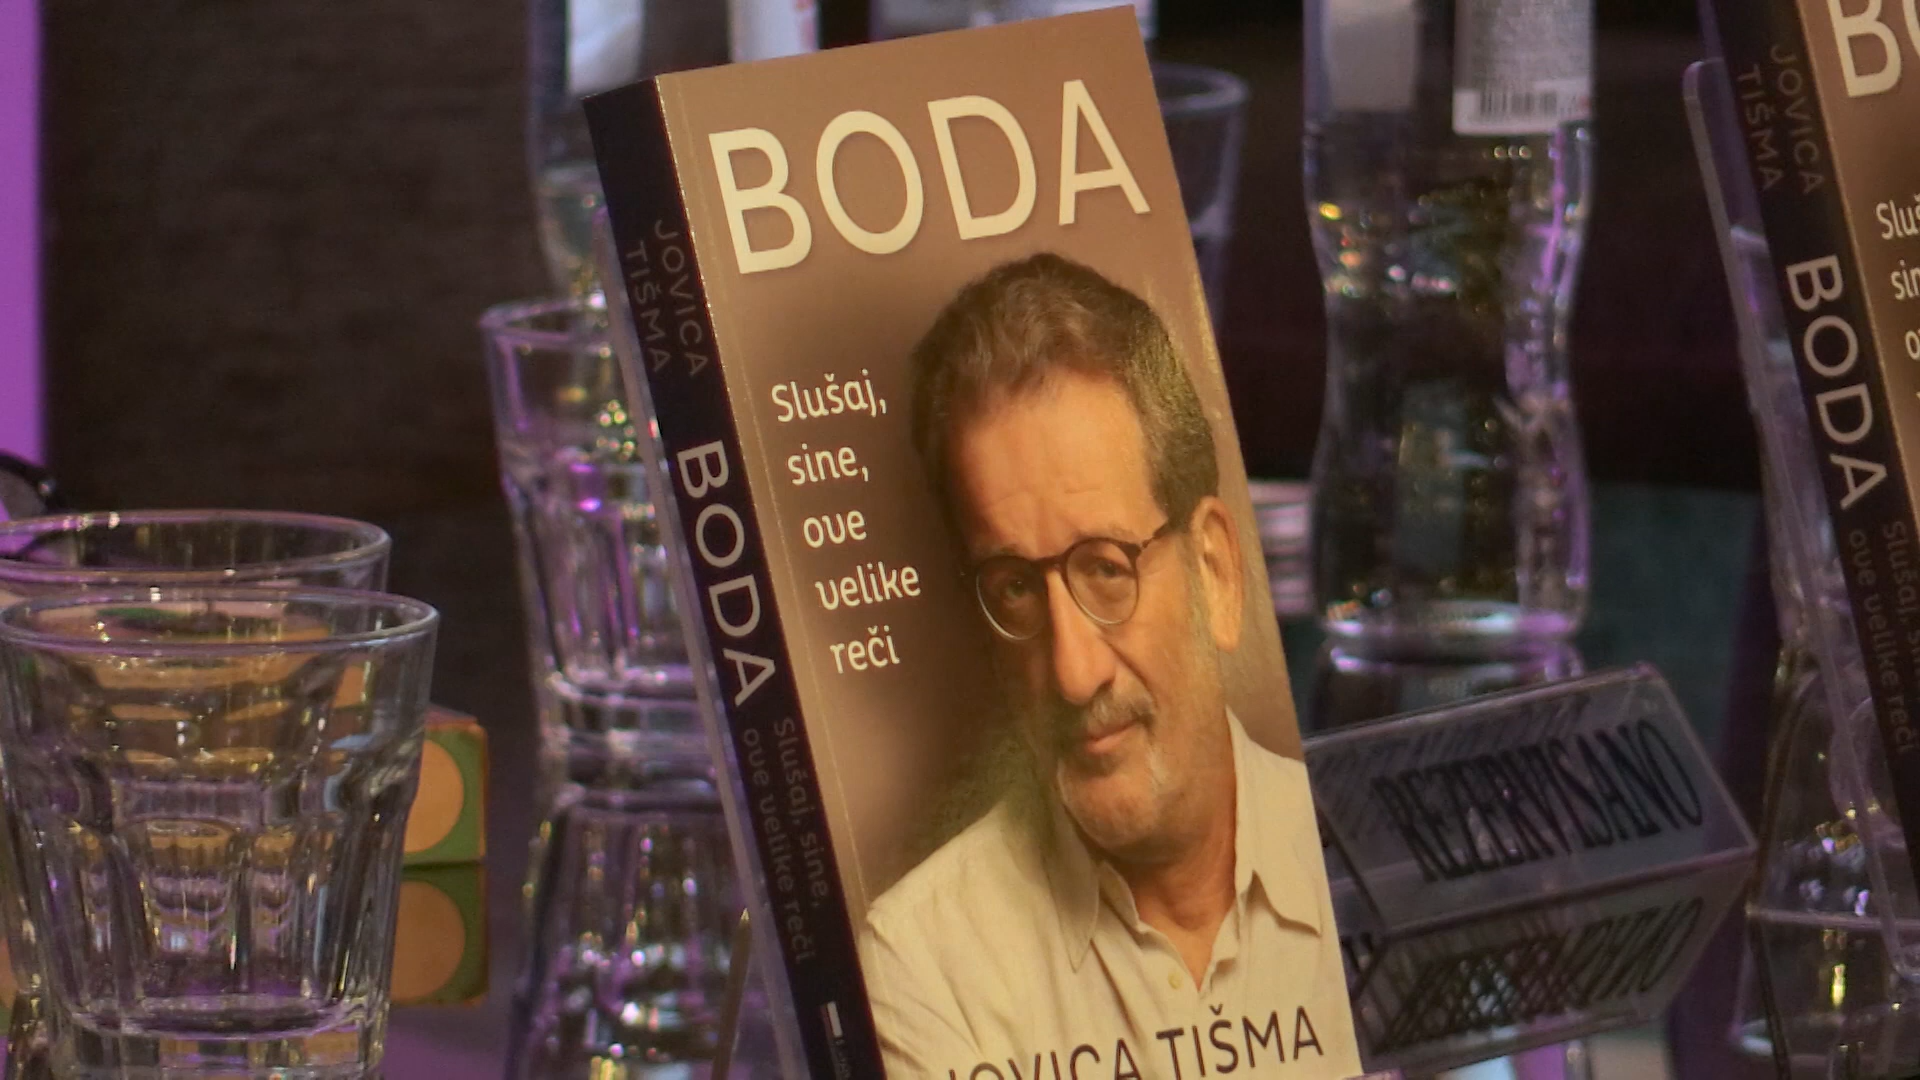 BODA
Slušaj,
sine,
ove
velike
reči
JOVICA TIŠMA
JOVICA
TIŠMA
BODA
Slušaj, sine,
ove velike reči
REZERVISANO
JOVICA
TIŠMA
BODA
ove velike reči